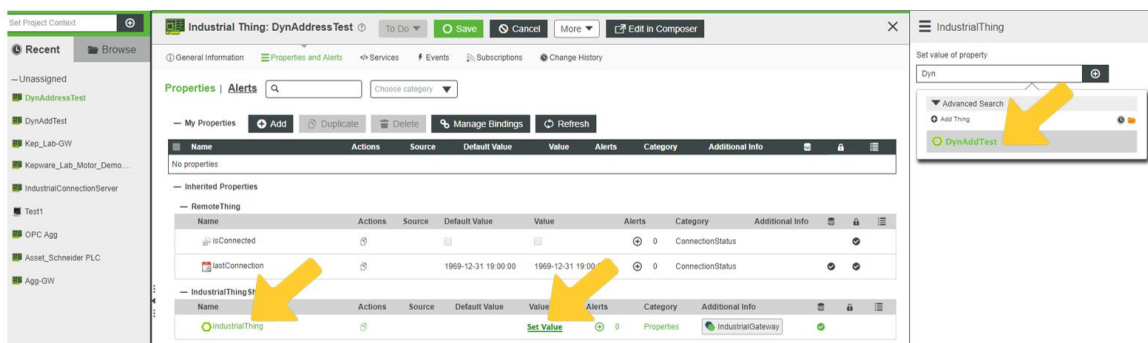 Set Project Context
Recent
Browse
Unassigned
DynAddressTest
DynAddTest
Kep_Lab-GW
Kepware_Lab_Motor_Demo....
IndustrialConnectionServer
Test1
OPC Agg
Asset_Schneider PLC
Agg-GW
Industrial Thing: DynAddressTest
To Do
Save
Cancel
More
Edit in Composer
General Information
Properties and Alerts
Services
Events
Subscriptions
Change History
Properties | Alerts
Choose category
My Properties
Add
Duplicate
Delete
Manage Bindings
Refresh
Name Actions Source Default Value Value Alerts Category Additional Info
No properties
Inherited Properties
RemoteThing
Name Actions Source Default Value Value Alerts Category Additional Info
isConnected 0 ConnectionStatus
lastConnection 1969-12-31 19:00:00 1969-12-31 19:00 0 ConnectionStatus
IndustrialThingSh
Name Actions Source Default Value Value Alerts Category Additional Info
IndustrialThing Set Value 0 Properties IndustrialGateway
IndustrialThing
Set value of property
Dyn
Advanced Search
Add Thing
DynAddTest